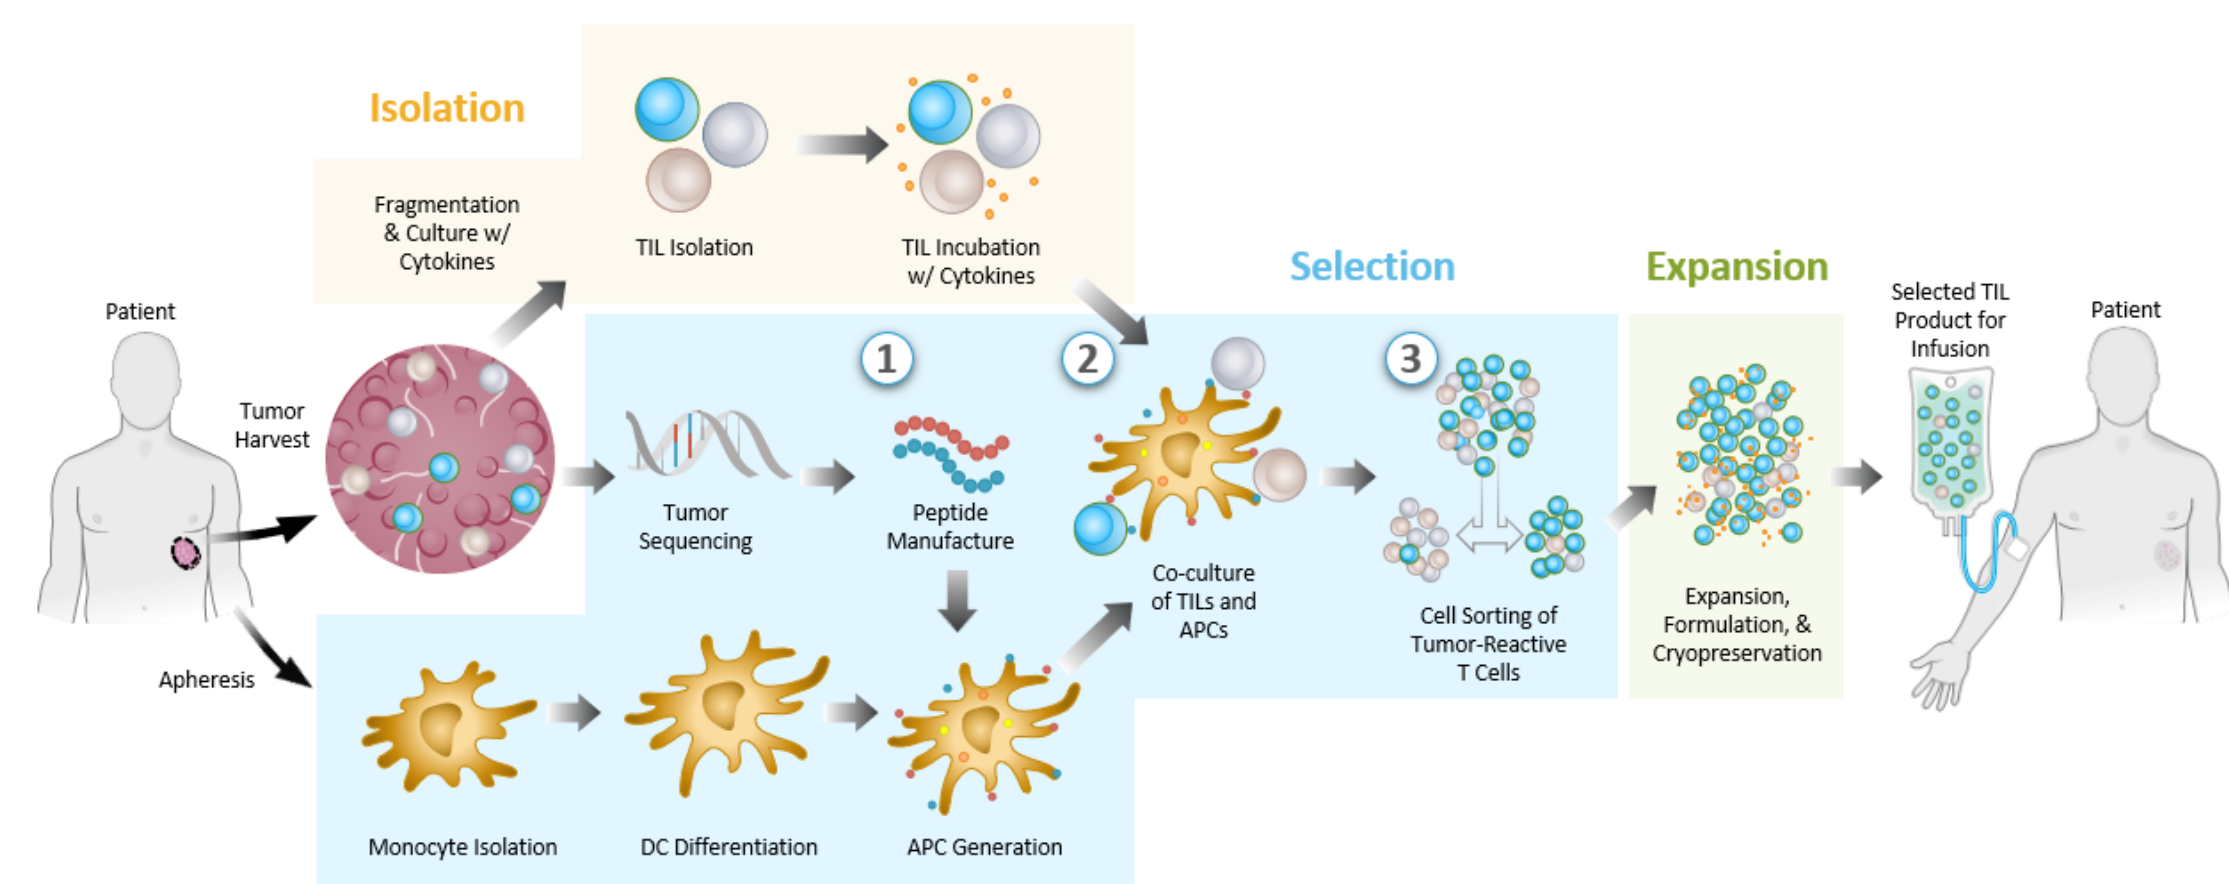 Isolation
Fragmentation
& Culture w/
Cytokines
TIL Isolation
TIL Incubation
w/ Cytokines
Patient
Tumor
Harvest
Apheresis
Selection
1
2
3
Tumor
Sequencing
Peptide
Manufacture
Co-culture
of TILs and
APCs
Cell Sorting of
Tumor-Reactive
T Cells
Monocyte Isolation
DC Differentiation
APC Generation
Expansion
Expansion,
Formulation, &
Cryopreservation
Selected TIL
Product for
Infusion
Patient